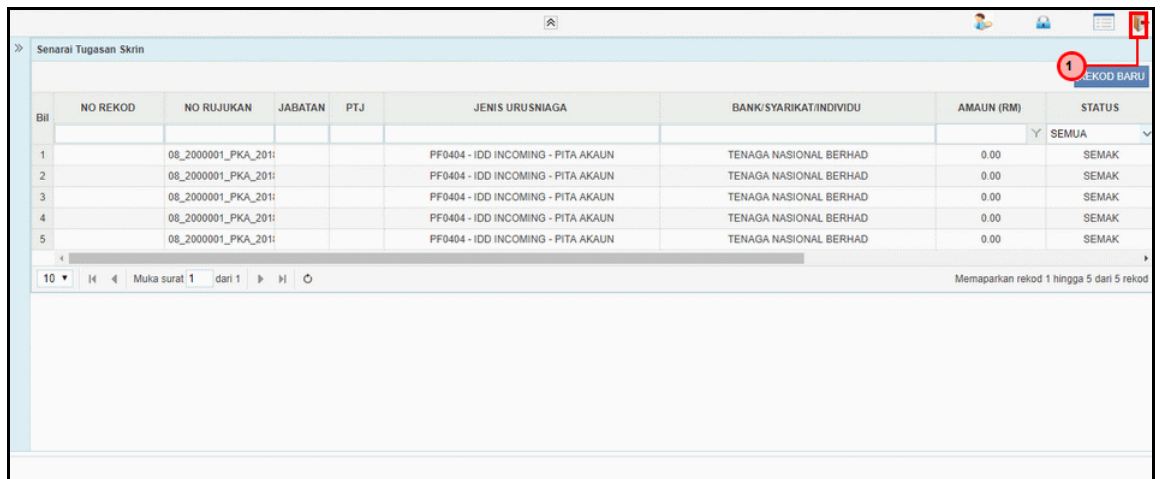 Senarai Tugasan Skrin
1
EKOD BARU
Bil NO REKOD NO RUJUKAN JABATAN PTJ JENIS URUSNIAGA BANK/SYARIKAT/INDIVIDU AMAUN (RM) STATUS
SEMUA
1 08_2000001_PKA_201 PF0404 - IDD INCOMING - PITA AKAUN TENAGA NASIONAL BERHAD 0.00 SEMAK
2 08_2000001_PKA_201 PF0404 - IDD INCOMING - PITA AKAUN TENAGA NASIONAL BERHAD 0.00 SEMAK
3 08_2000001_PKA_201 PF0404 - IDD INCOMING - PITA AKAUN TENAGA NASIONAL BERHAD 0.00 SEMAK
4 08_2000001_PKA_201 PF0404 - IDD INCOMING - PITA AKAUN TENAGA NASIONAL BERHAD 0.00 SEMAK
5 08_2000001_PKA_201 PF0404 - IDD INCOMING - PITA AKAUN TENAGA NASIONAL BERHAD 0.00 SEMAK
10 Muka surat 1 dari 1 Memaparkan rekod 1 hingga 5 dari 5 rekod